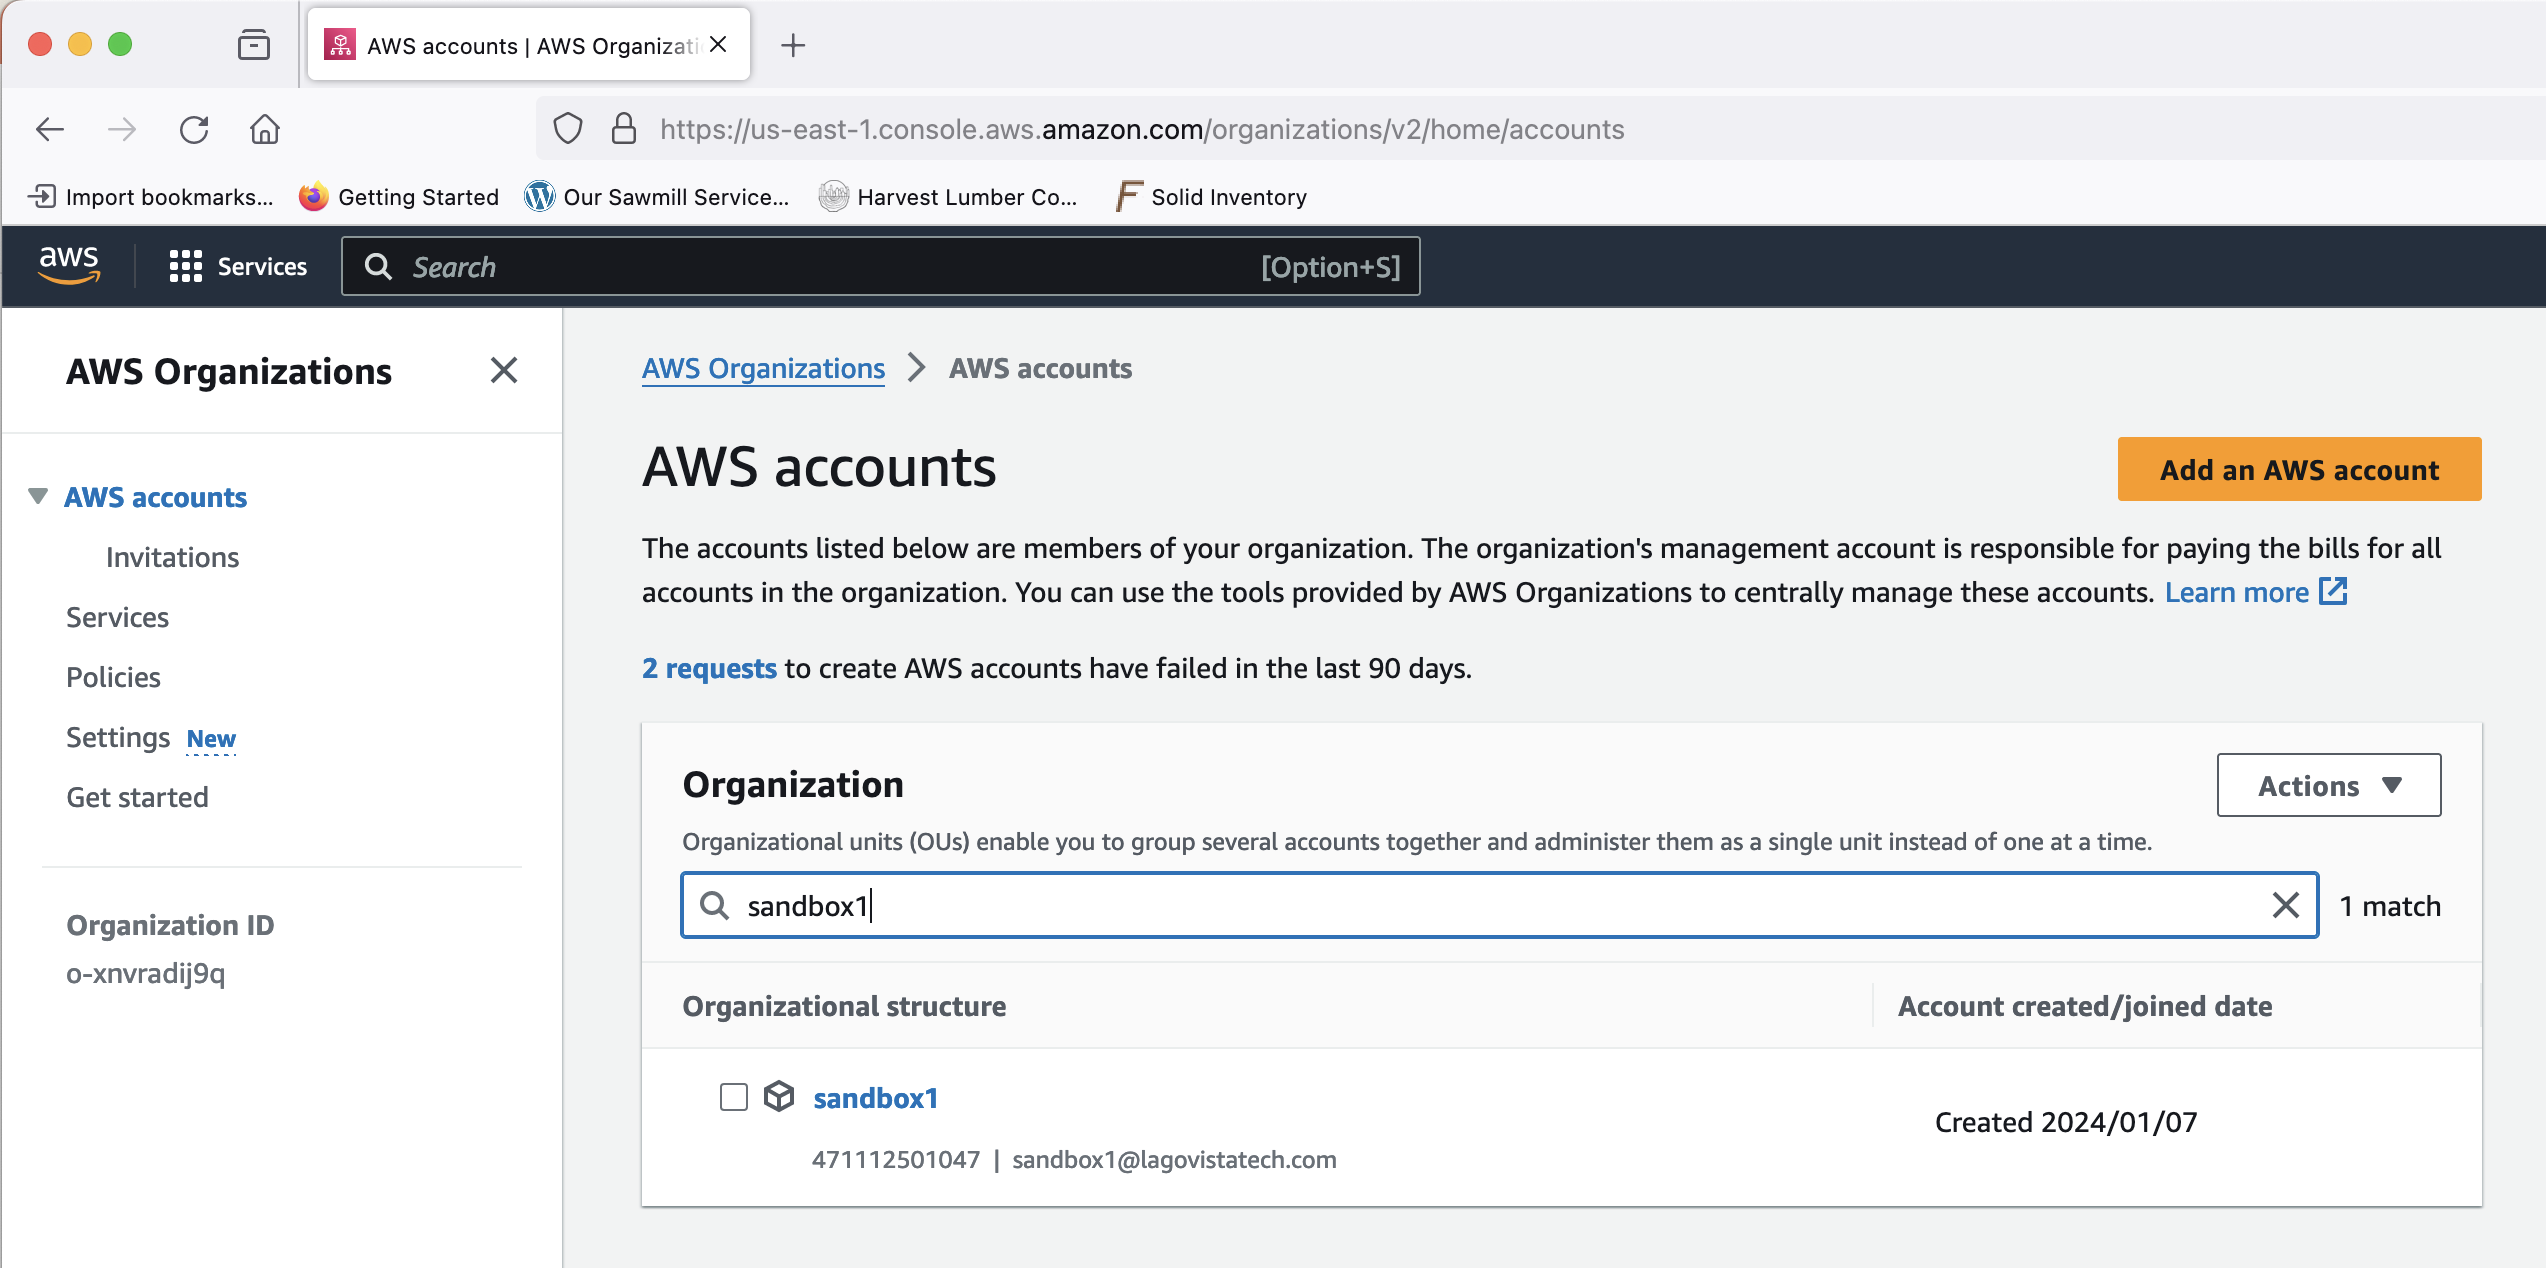 AWS accounts | AWS Organizati
https://us-east-1.console.aws.amazon.com/organizations/v2/home/accounts
Import bookmarks... Getting Started Our Sawmill Service... Harvest Lumber Co... Solid Inventory
aws Services Search [Option+S]
AWS Organizations
AWS accounts
Invitations
Services
Policies
Settings New
Get started
Organization ID
o-xnvradij9q
AWS Organizations AWS accounts
AWS accounts
Add an AWS account
The accounts listed below are members of your organization. The organization's management account is responsible for paying the bills for all
accounts in the organization. You can use the tools provided by AWS Organizations to centrally manage these accounts. Learn more
2 requests to create AWS accounts have failed in the last 90 days.
Organization
Actions
Organizational units (OUs) enable you to group several accounts together and administer them as a single unit instead of one at a time.
sandbox1 1 match
Organizational structure Account created/joined date
sandbox1
Created 2024/01/07
471112501047 | sandbox1@lagovistatech.com